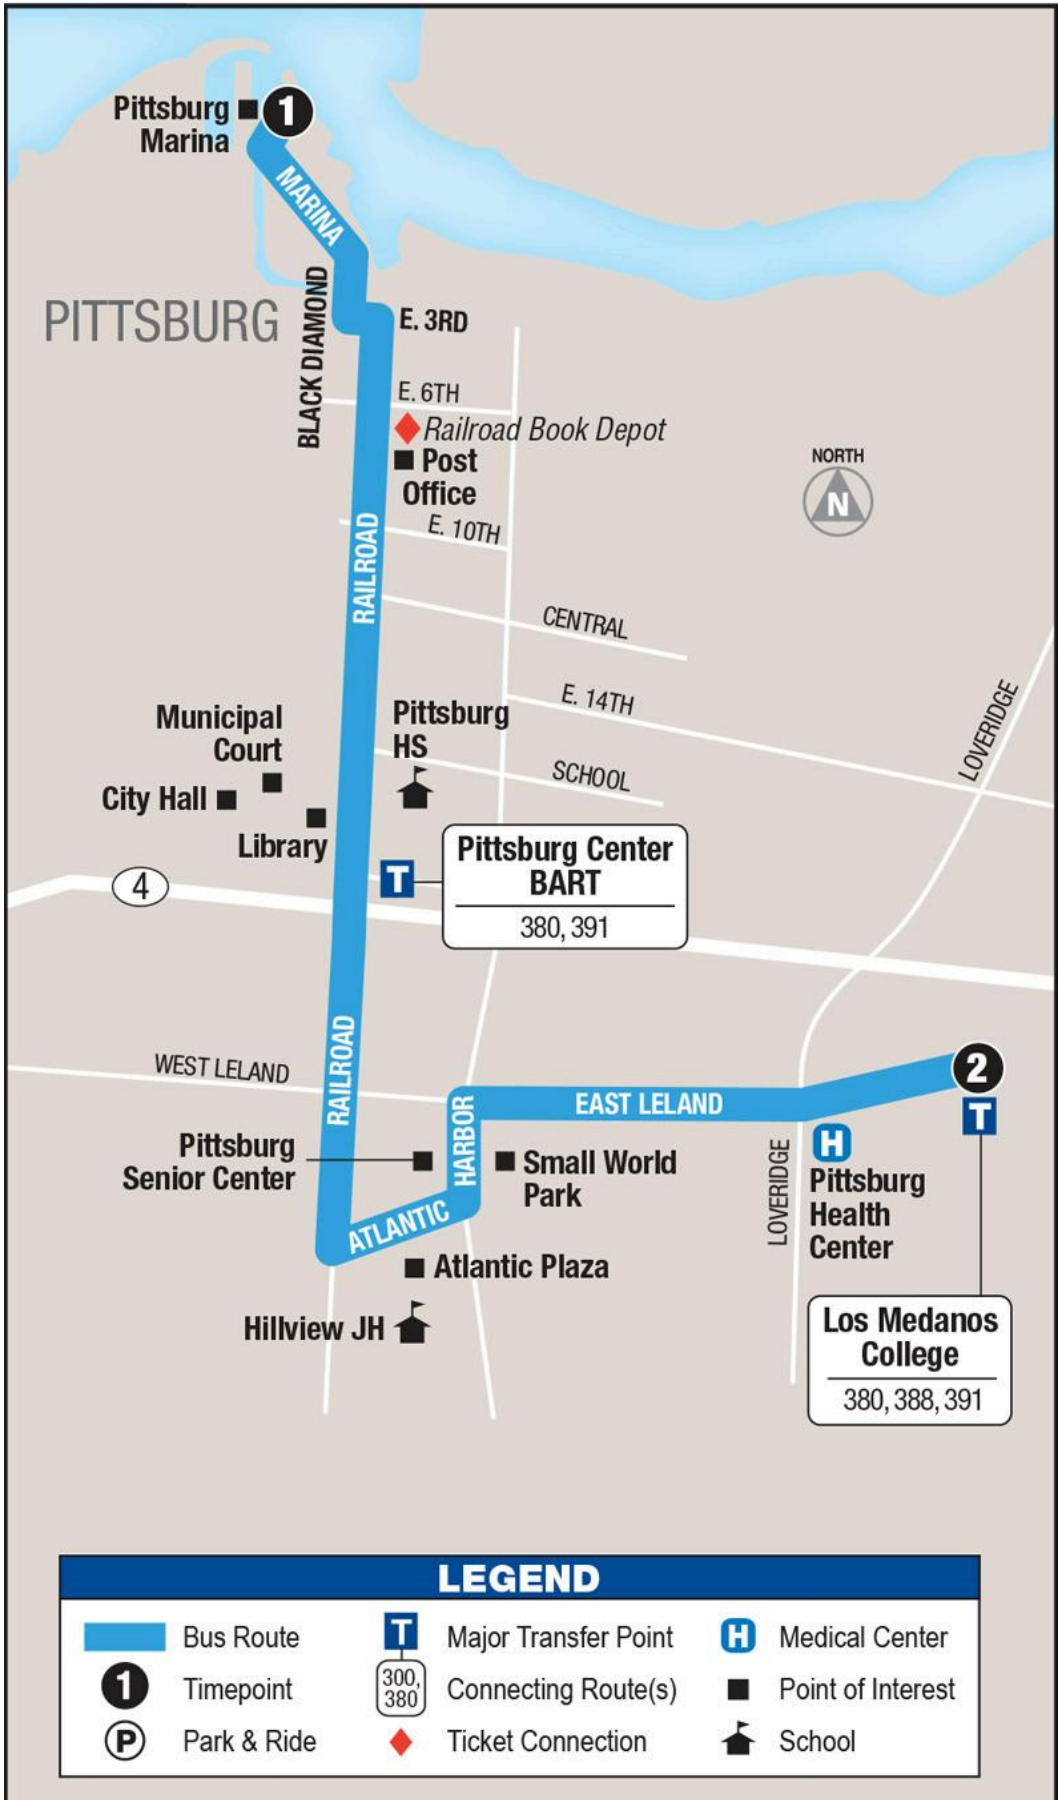 Pittsburg
Marina
1
MARINA
PITTSBURG
BLACK DIAMOND
E. 3RD
E. 6TH
Railroad Book Depot
Post
Office
NORTH
N
E. 10TH
RAILROAD
CENTRAL
E. 14TH
LOVERIDGE
Municipal
Court
Pittsburg
HS
SCHOOL
City Hall
Library
T
Pittsburg Center
BART
380, 391
4
RAILROAD
WEST LELAND
2
T
EAST LELAND
HARBOR
Pittsburg
Senior Center
Small World
Park
LOVERIDGE
H
Pittsburg
Health
Center
ATLANTIC
Atlantic Plaza
Hillview JH
Los Medanos
College
380, 388, 391
LEGEND
Bus Route
T
Major Transfer Point
H
Medical Center
1
Timepoint
300,
380
Connecting Route(s)
Point of Interest
P
Park & Ride
Ticket Connection
School